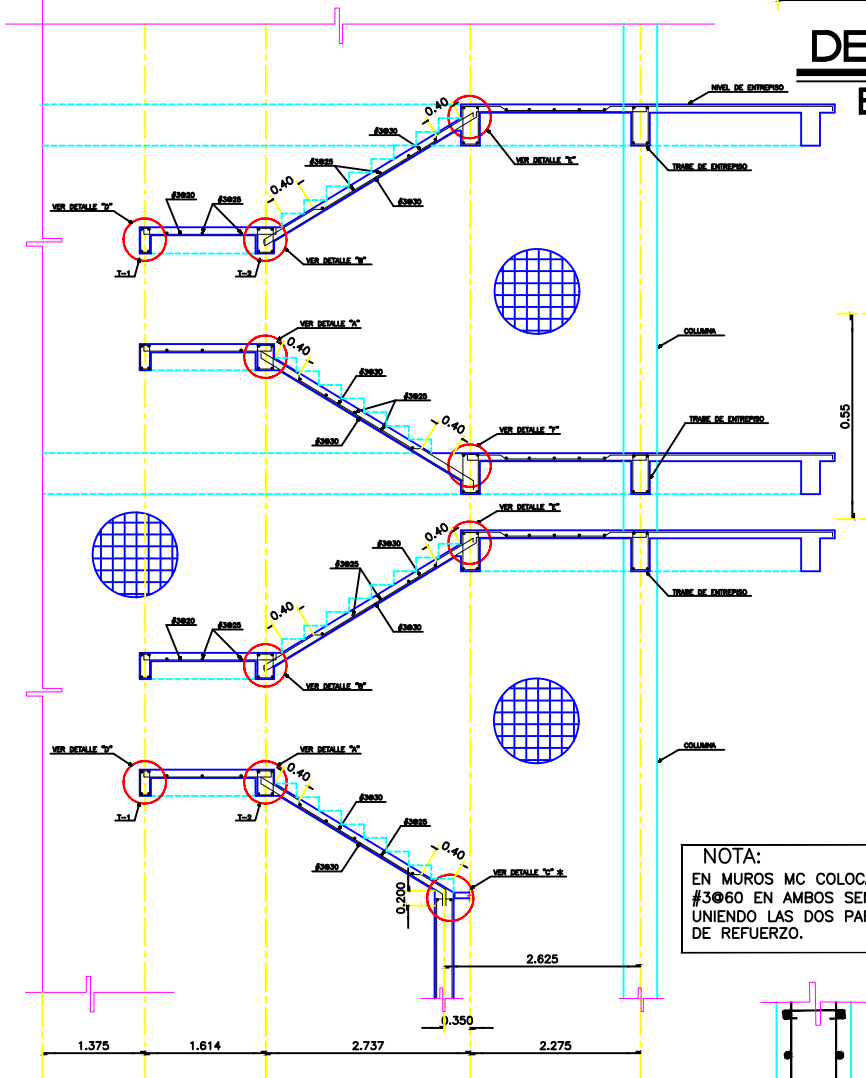 DE
E
NIVEL DE ENTREPISO
0.40
#3@30
VER DETALLE "E"
TRABE DE ENTREPISO
#3@25
0.40
#3@30
VER DETALLE "D"
#3@20
#3@25
T-1
T-2
VER DETALLE "B"
VER DETALLE "A"
0.40
COLUMNA
#3@30
#3@25
#3@30
0.40
VER DETALLE "F"
TRABE DE ENTREPISO
0.55
VER DETALLE "E"
0.40
#3@30
#3@25
0.40
#3@30
TRABE DE ENTREPISO
#3@20
#3@25
VER DETALLE "B"
VER DETALLE "D"
VER DETALLE "A"
COLUMNA
0.40
T-1
T-2
#3@30
#3@25
#3@30
0.40
VER DETALLE "C" *
0.200
NOTA:
EN MUROS MC COLOCA
#3@60 EN AMBOS SEN
UNIENDO LAS DOS PAR
DE REFUERZO.
2.625
0.350
1.375
1.614
2.737
2.275